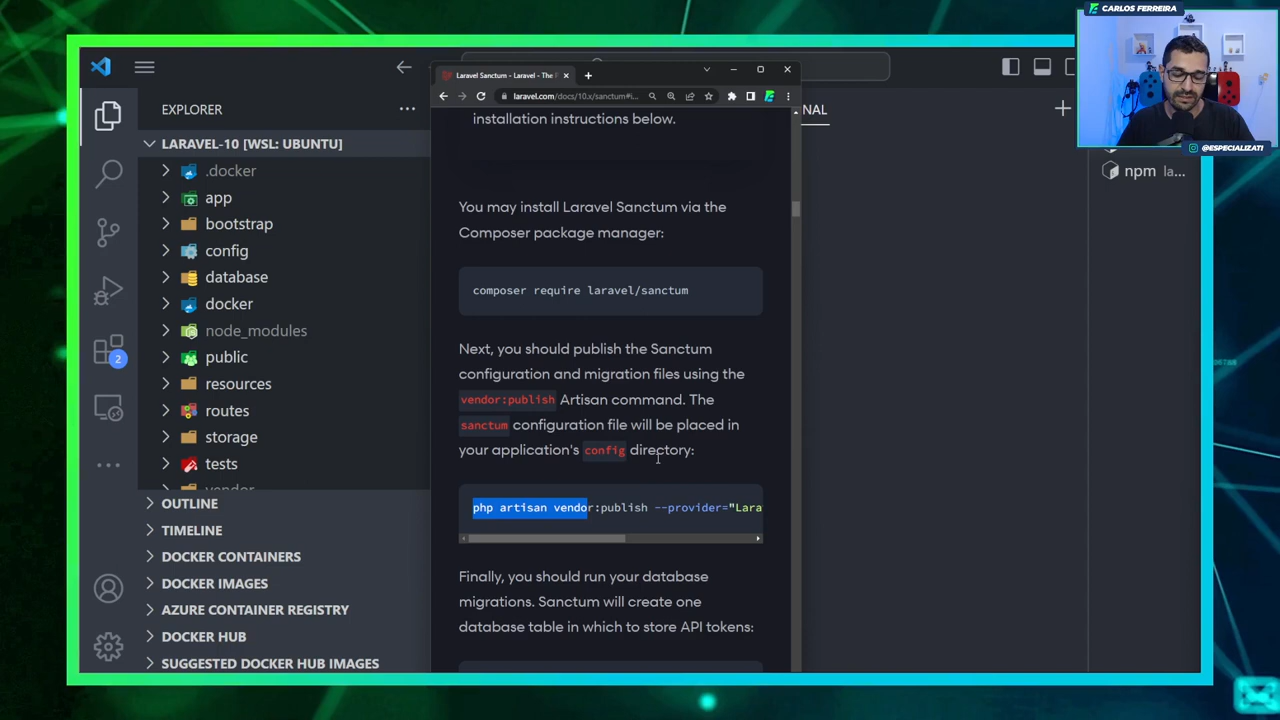 CARLOS FERREIRA
@ESPECIALIZATI
EXPLORER
LARAVEL-10 [WSL: UBUNTU]
.docker
app
bootstrap
config
database
docker
node_modules
public
resources
routes
storage
tests
vendor
OUTLINE
TIMELINE
DOCKER CONTAINERS
DOCKER IMAGES
AZURE CONTAINER REGISTRY
DOCKER HUB
SUGGESTED DOCKER HUB IMAGES
2
Laravel Sanctum - Laravel - The
laravel.com/docs/10.x/sanctum#i...
installation instructions below.
You may install Laravel Sanctum via the
Composer package manager:
composer require laravel/sanctum
Next, you should publish the Sanctum
configuration and migration files using the
vendor:publish Artisan command. The
sanctum configuration file will be placed in
your application's config directory:
php artisan vendor:publish --provider="Lara
Finally, you should run your database
migrations. Sanctum will create one
database table in which to store API tokens:
NAL
npm la...